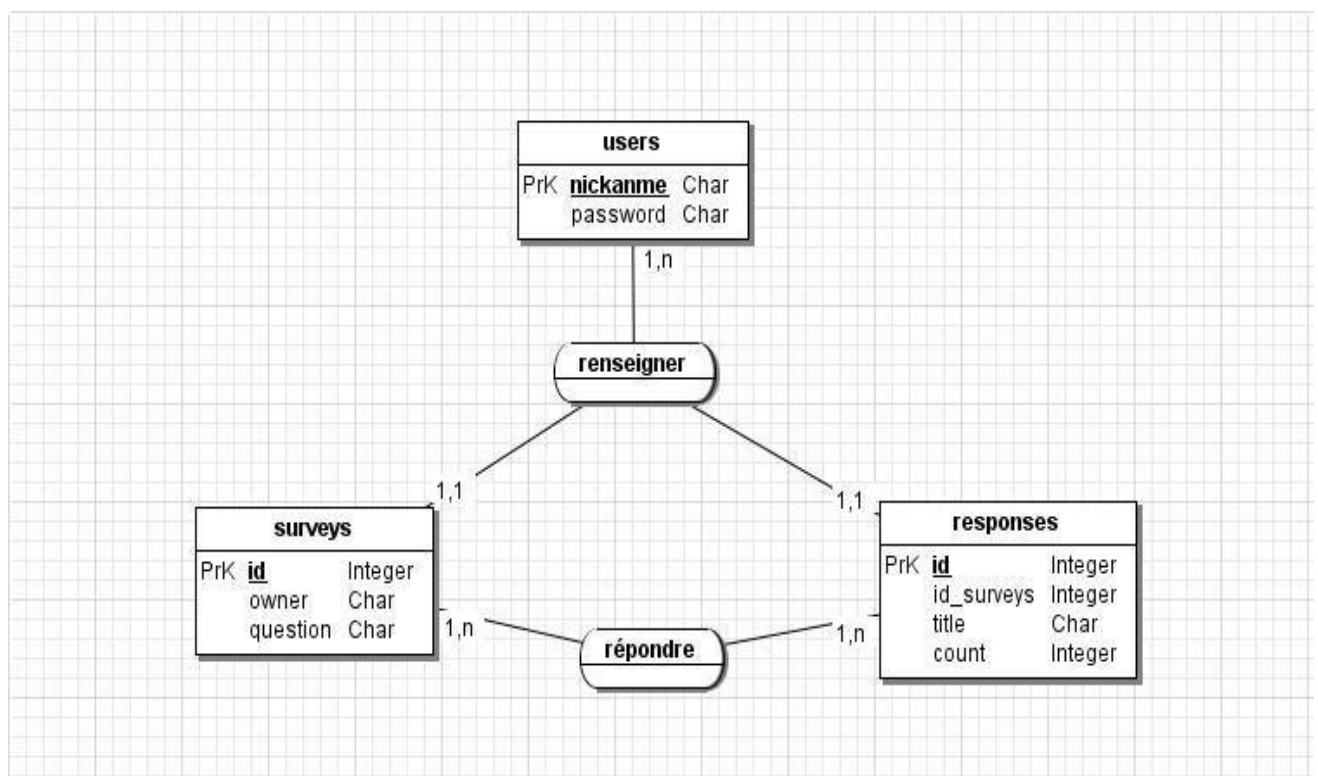 users
PrK nickanme Char
password Char
1,n
renseigner
1,1
1,1
surveys
PrK id Integer
owner Char
question Char
responses
PrK id Integer
id_surveys Integer
title Char
count Integer
1,n
répondre
1,n